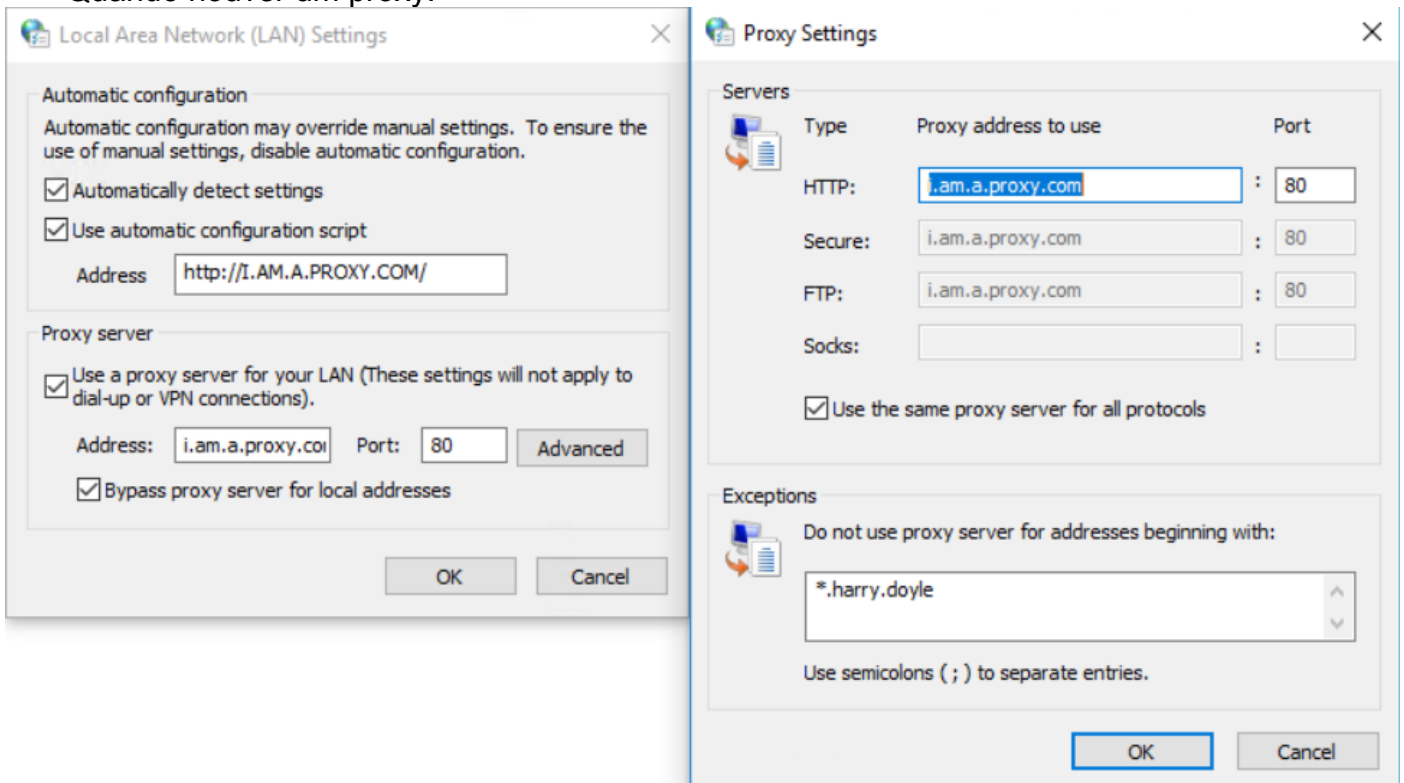 Quando houver um proxy:
Local Area Network (LAN) Settings
Automatic configuration
Automatic configuration may override manual settings. To ensure the
use of manual settings, disable automatic configuration.
Automatically detect settings
Use automatic configuration script
Address http://I.AM.A.PROXY.COM/
Proxy server
Use a proxy server for your LAN (These settings will not apply to
dial-up or VPN connections).
Address: i.am.a.proxy.co Port: 80 Advanced
Bypass proxy server for local addresses
OK Cancel
Proxy Settings
Servers
Type Proxy address to use Port
HTTP: i.am.a.proxy.com : 80
Secure: i.am.a.proxy.com : 80
FTP: i.am.a.proxy.com : 80
Socks: :
Use the same proxy server for all protocols
Exceptions
Do not use proxy server for addresses beginning with:
*.harry.doyle
Use semicolons ( ; ) to separate entries.
OK Cancel